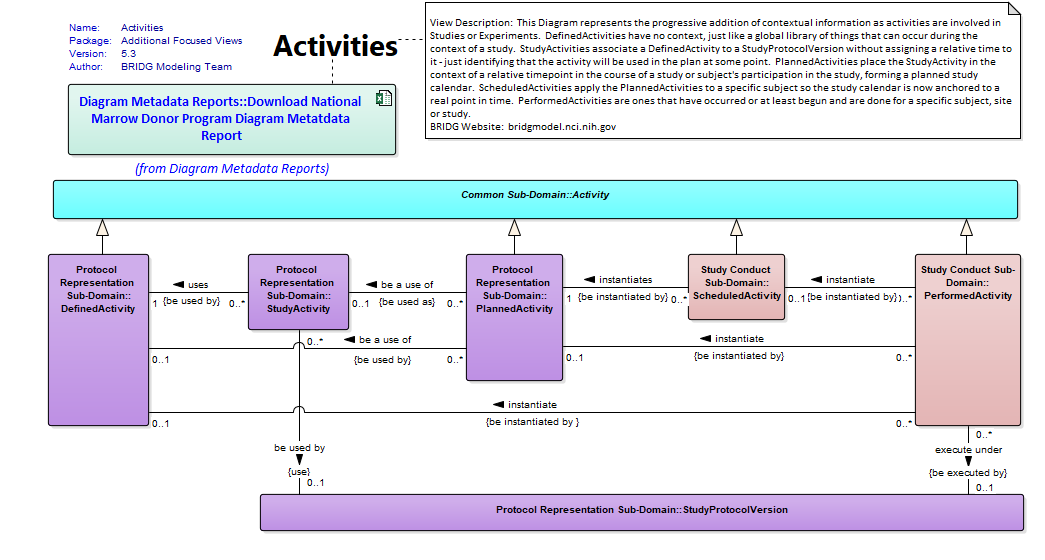 Name: Activities
Package: Additional Focused Views
Version: 5.3
Author: BRIDG Modeling Team
Activities
View Description: This Diagram represents the progressive addition of contextual information as activities are involved in
Studies or Experiments. DefinedActivities have no context, just like a global library of things that can occur during the
context of a study. StudyActivities associate a DefinedActivity to a StudyProtocolVersion without assigning a relative time to
it - just identifying that the activity will be used in the plan at some point. PlannedActivities place the StudyActivity in the
context of a relative timepoint in the course of a study or subject's participation in the study, forming a planned study
calendar. ScheduledActivities apply the PlannedActivities to a specific subject so the study calendar is now anchored to a
real point in time. PerformedActivities are ones that have occurred or at least begun and are done for a specific subject, site
or study.
BRIDG Website: bridgmodel.nci.nih.gov
Diagram Metadata Reports::Download National
Marrow Donor Program Diagram Metatdata
Report
(from Diagram Metadata Reports)
Common Sub-Domain::Activity
Protocol
Representation
Sub-Domain::
DefinedActivity
uses
1 {be used by} 0..*
Protocol
Representation
Sub-Domain::
StudyActivity
be a use of
0..1 {be used as} 0..*
Protocol
Representation
Sub-Domain::
PlannedActivity
instantiates
1 {be instantiated by} 0..*
Study Conduct
Sub-Domain::
ScheduledActivity
instantiate
0..1 {be instantiated by} 0..*
Study Conduct Sub-
Domain::
PerformedActivity
0..*
be a use of
0..1 {be used by} 0..*
instantiate
0..1 {be instantiated by} 0..*
instantiate
0..1 {be instantiated by } 0..*
be used by
{use}
0..1
0..*
execute under
{be executed by}
0..1
Protocol Representation Sub-Domain::StudyProtocolVersion